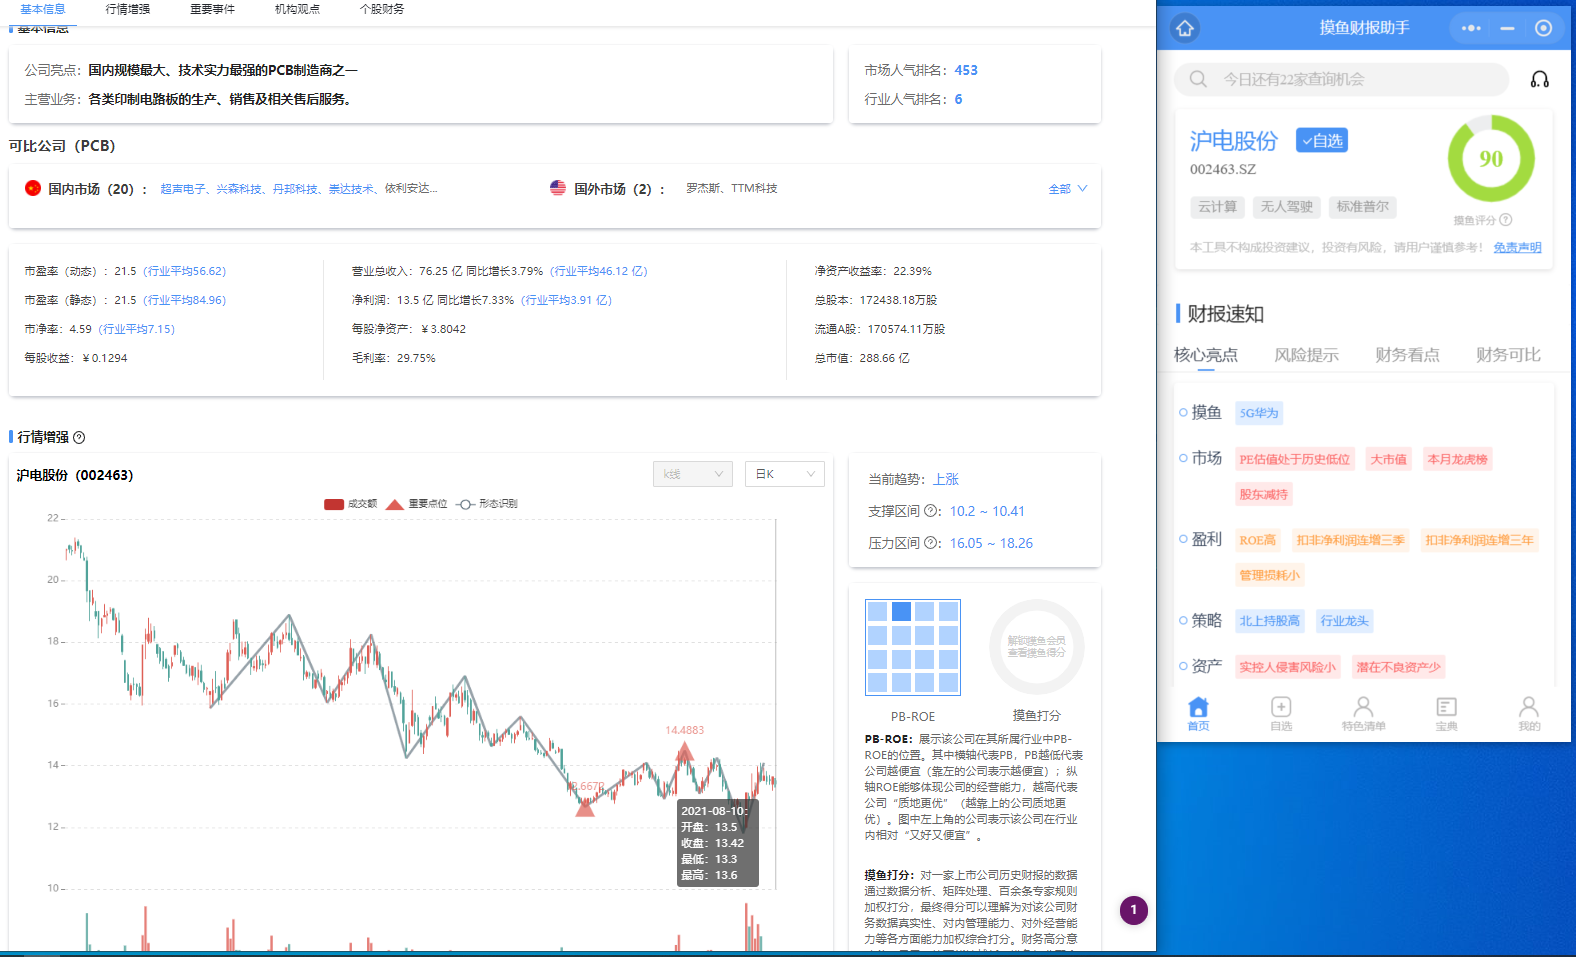 基本信息 行情增强 重要事件 机构观点 个股财务
基本信息
公司亮点： 国内规模最大、技术实力最强的PCB制造商之一
主营业务： 各类印制电路板的生产、销售及相关售后服务。
市场人气排名： 453
行业人气排名： 6
可比公司（PCB）
国内市场（20）： 超声电子、兴森科技、丹邦科技、崇达技术、依利安达...
国外市场（2）： 罗杰斯、TTM科技
全部
市盈率（动态）：21.5（行业平均56.62）
市盈率（静态）：21.5（行业平均84.96）
市净率：4.59（行业平均7.15）
每股收益：￥0.1294
营业总收入：76.25 亿 同比增长3.79%（行业平均46.12 亿）
净利润：13.5 亿 同比增长7.33%（行业平均3.91 亿）
每股净资产：￥3.8042
毛利率：29.75%
净资产收益率：22.39%
总股本：172438.18万股
流通A股：170574.11万股
总市值：288.66 亿
行情增强
沪电股份（002463）
k线 日K
成交额 重要点位 形态识别
22
20
18
16
14
12
10
14.4883
2021-08-10：
开盘：13.5
收盘：13.42
最低：13.3
最高：13.6
当前趋势：上涨
支撑区间 ? ：10.2 ~ 10.41
压力区间 ? ：16.05 ~ 18.26
解锁摸鱼会员
查看摸鱼得分
PB-ROE 摸鱼打分
PB-ROE：展示该公司在其所属行业中PB-
ROE的位置。其中横轴代表PB，PB越低代表
公司越便宜（靠左的公司表示越便宜）；纵
轴ROE能够体现公司的经营能力，越高代表
公司“质地更优”（越靠上的公司质地更
优）。图中左上角的公司表示该公司在行业
内相对“又好又便宜”。
摸鱼打分：对一家上市公司历史财报的数据
通过数据分析、矩阵处理、百余条专家规则
加权打分，最终得分可以理解为对该公司财
务数据真实性、对内管理能力、对外经营能
力等各方面能力加权综合打分。财务高分意
1
摸鱼财报助手
今日还有22家查询机会
沪电股份 自选
002463.SZ
90
云计算 无人驾驶 标准普尔
摸鱼评分 ?
本工具不构成投资建议，投资有风险，请用户谨慎参考！ 免责声明
财报速知
核心亮点 风险提示 财务看点 财务可比
摸鱼 5G华为
市场 PE估值处于历史低位 大市值 本月龙虎榜
股东减持
盈利 ROE高 扣非净利润连增三季 扣非净利润连增三年
管理损耗小
策略 北上持股高 行业龙头
资产 实控人侵害风险小 潜在不良资产少
首页 自选 特色清单 宝典 我的